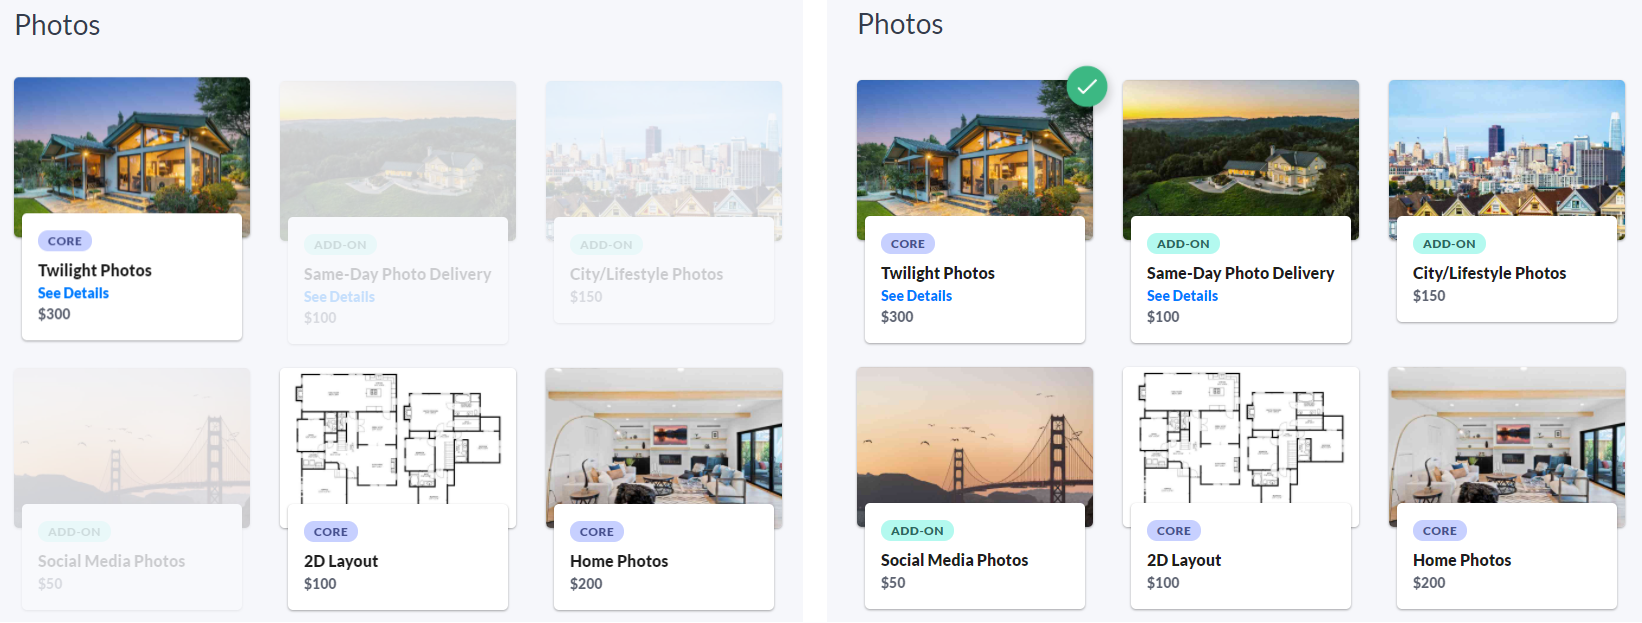 Photos
CORE
Twilight Photos
See Details
$300
ADD-ON
Same-Day Photo Delivery
See Details
$100
ADD-ON
City/Lifestyle Photos
$150
ADD-ON
Social Media Photos
$50
CORE
2D Layout
$100
CORE
Home Photos
$200
Photos
CORE
Twilight Photos
See Details
$300
ADD-ON
Same-Day Photo Delivery
See Details
$100
ADD-ON
City/Lifestyle Photos
$150
ADD-ON
Social Media Photos
$50
CORE
2D Layout
$100
CORE
Home Photos
$200